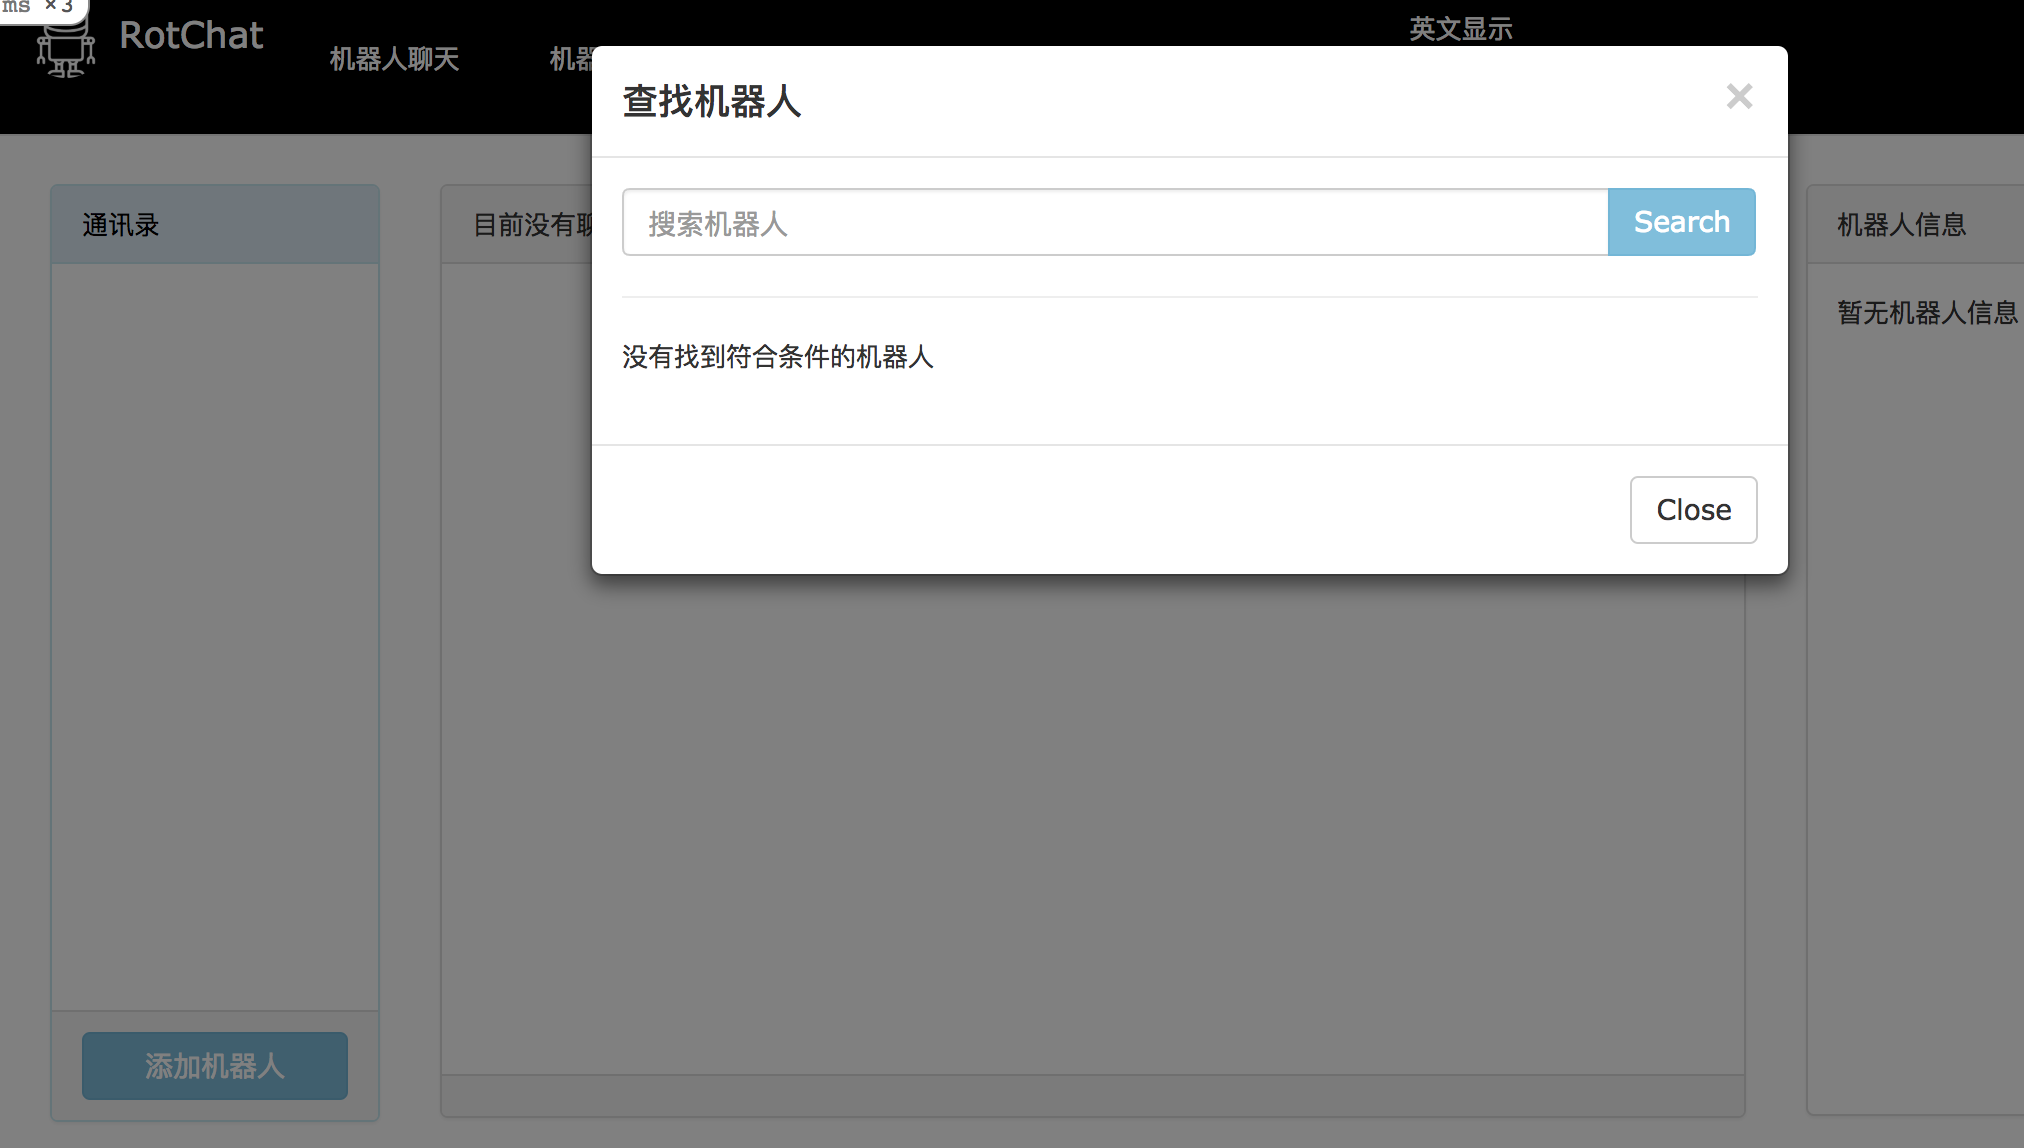 ms ×3
RotChat
机器人聊天
机器
英文显示
查找机器人
×
搜索机器人
Search
没有找到符合条件的机器人
Close
通讯录
添加机器人
目前没有
机器人信息
暂无机器人信息